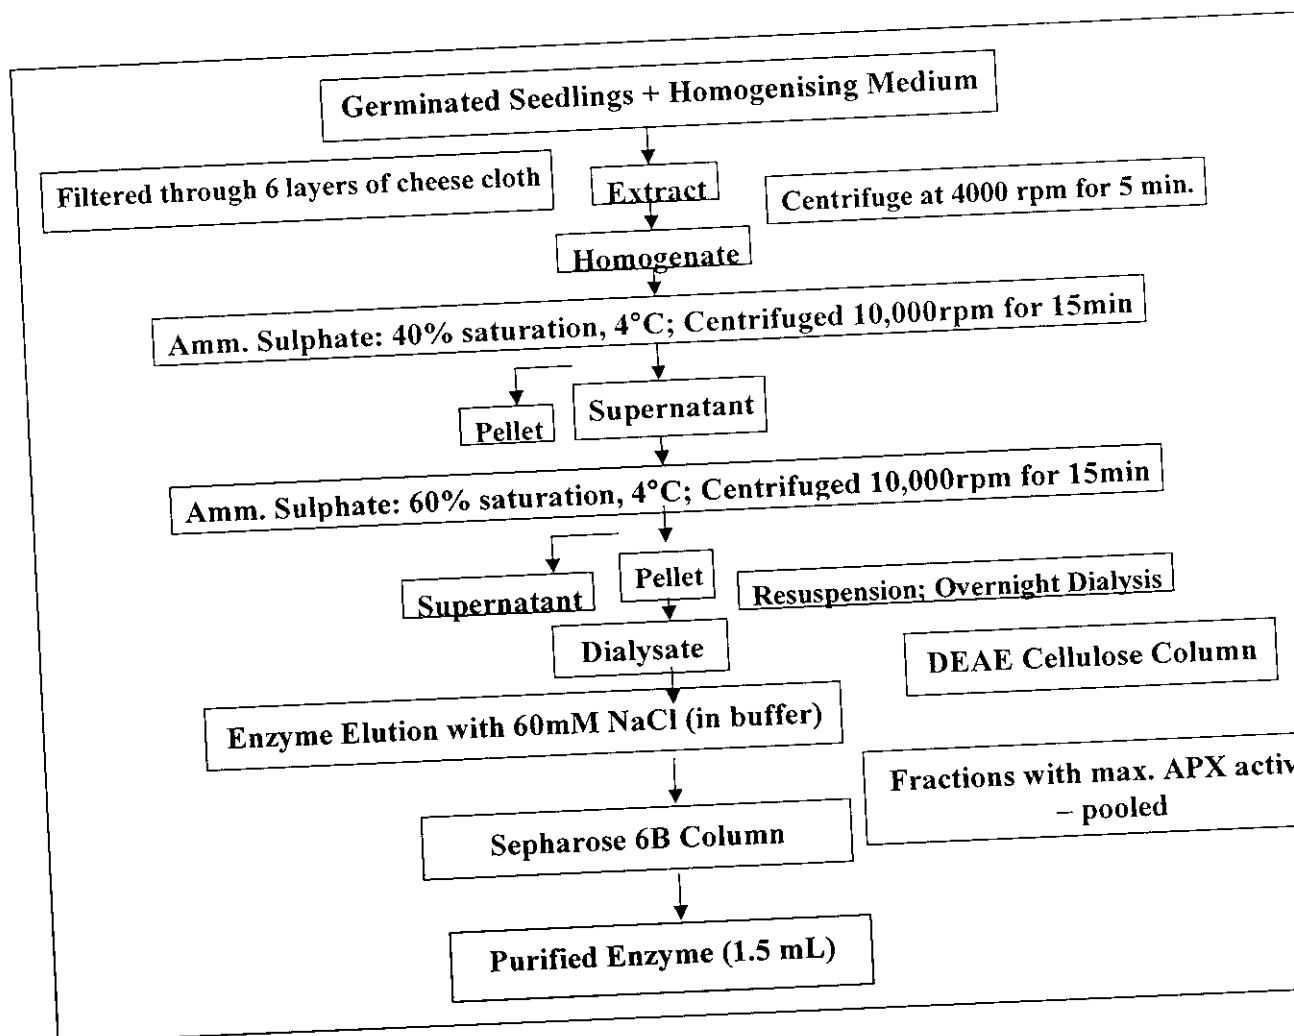 Germinated Seedlings + Homogenising Medium
Filtered through 6 layers of cheese cloth
Extract
Centrifuge at 4000 rpm for 5 min.
Homogenate
Amm. Sulphate: 40% saturation, 4°C; Centrifuged 10,000rpm for 15min
Pellet
Supernatant
Amm. Sulphate: 60% saturation, 4°C; Centrifuged 10,000rpm for 15min
Supernatant
Pellet
Resuspension; Overnight Dialysis
Dialysate
DEAE Cellulose Column
Enzyme Elution with 60mM NaCl (in buffer)
Fractions with max. APX activ
– pooled
Sepharose 6B Column
Purified Enzyme (1.5 mL)